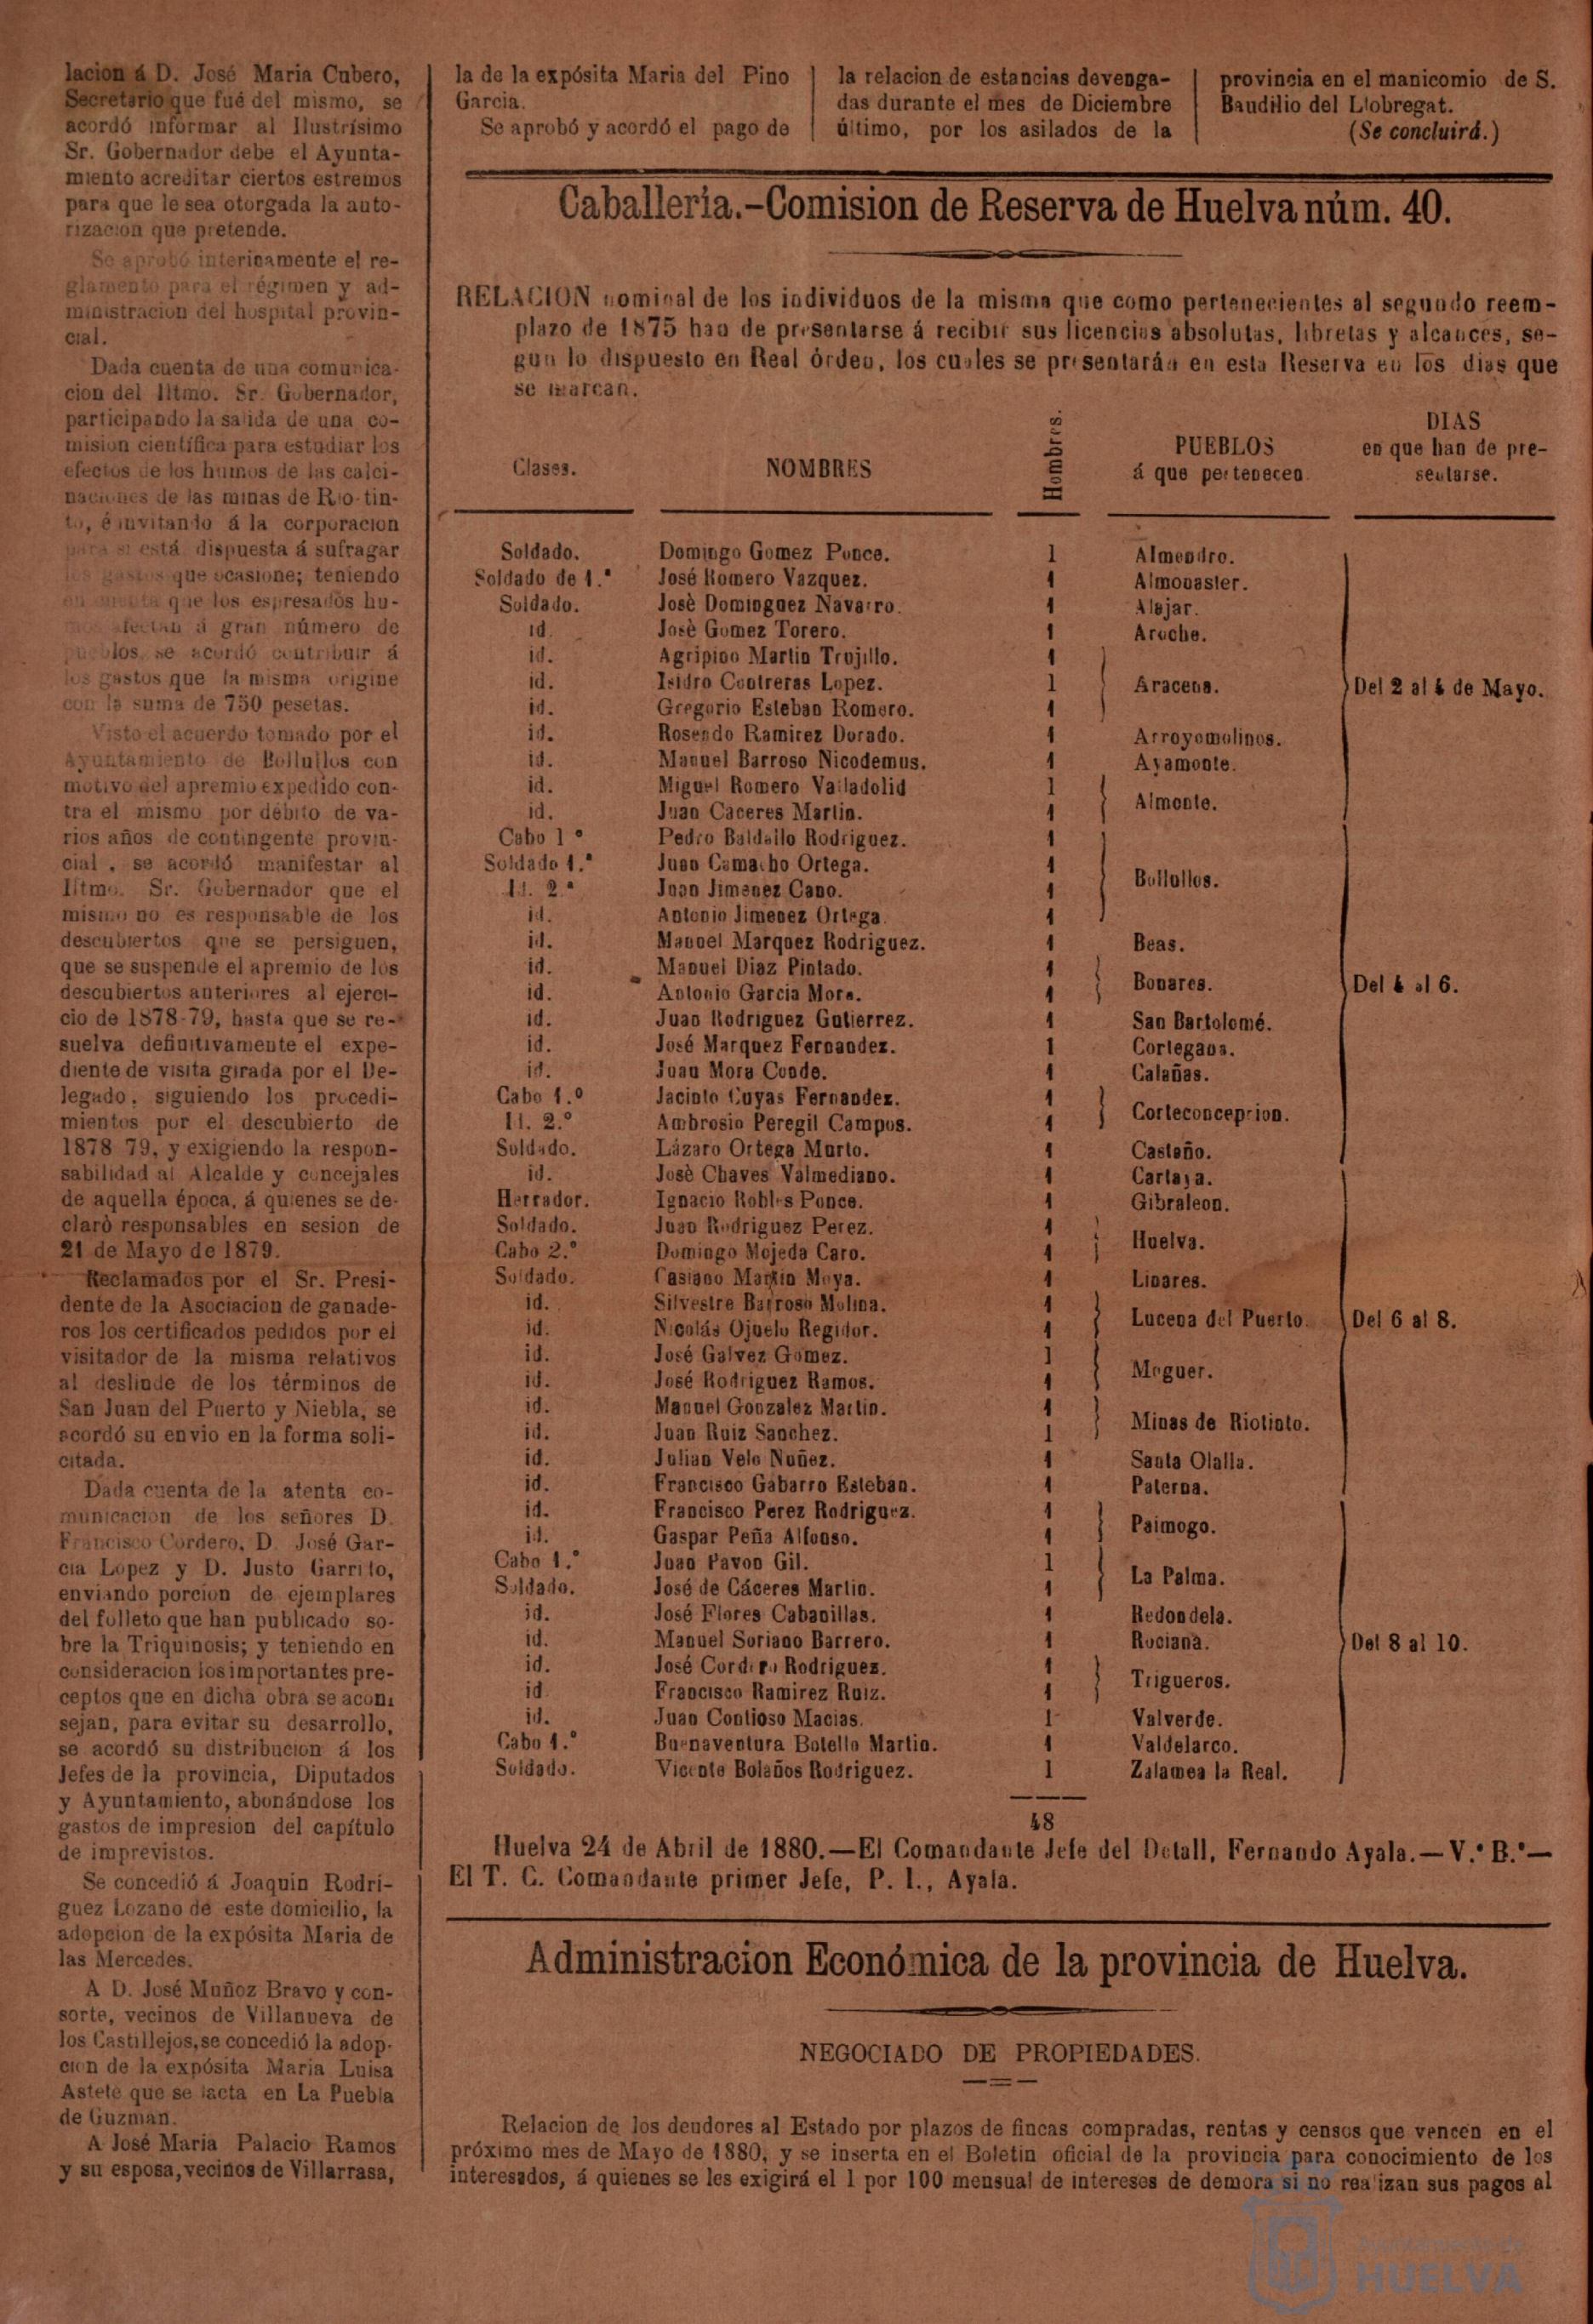 lacion á D. José Maria Cubero,
Secretario que fué del mismo, se
acordó informar al Ilustrísimo
Sr. Gobernador debe el Ayunta-
miento acreditar ciertos estremos
para que le sea otorgada la auto-
rizacion que pretende.
Se aprobó interinamente el re-
glamento para el régimen y ad-
ministracion del hospital provin-
cial.
Dada cuenta de una comunica-
cion del Iltmo. Sr. Gobernador,
participando la salida de una co-
mision científica para estudiar los
efectos de los humos de las calci-
naciones de las minas de Rio-tin-
to, é invitando á la corporacion
para si está dispuesta á sufragar
los gastos que ocasione; teniendo
en cuenta que los espresados hu-
mos afectan á gran número de
pueblos, se acordó contribuir á
los gastos que la misma origine
con la suma de 750 pesetas.
Visto el acuerdo tomado por el
Ayuntamiento de Bollullos con
motivo del apremio expedido con-
tra el mismo por débito de va-
rios años de contingente provin-
cial, se acordó manifestar al
Iltmo. Sr. Gobernador que el
mismo no es responsable de los
descubiertos que se persiguen,
que se suspende el apremio de los
descubiertos anteriores al ejerci-
cio de 1878-79, hasta que se re-
suelva definitivamente el expe-
diente de visita girada por el De-
legado, siguiendo los procedi-
mientos por el descubierto de
1878 79, y exigiendo la respon-
sabilidad al Alcalde y concejales
de aquella época, á quienes se de-
claró responsables en sesion de
21 de Mayo de 1879.
Reclamados por el Sr. Presi-
dente de la Asociacion de ganade-
ros los certificados pedidos por el
visitador de la misma relativos
al deslinde de los términos de
San Juan del Puerto y Niebla, se
acordó su envio en la forma soli-
citada.
Dada cuenta de la atenta co-
municacion de los señores D.
Francisco Cordero, D. José Gar-
cia Lopez y D. Justo Garrito,
enviando porcion de ejemplares
del folleto que han publicado so-
bre la Triquinosis; y teniendo en
consideracion los importantes pre-
ceptos que en dicha obra se acon
sejan, para evitar su desarrollo,
se acordó su distribucion á los
Jefes de la provincia, Diputados
y Ayuntamiento, abonándose los
gastos de impresion del capítulo
de imprevistos.
Se concedió á Joaquin Rodri-
guez Lozano de este domicilio, la
adopcion de la expósita Maria de
las Mercedes.
A D. José Muñoz Bravo y con-
sorte, vecinos de Villanueva de
los Castillejos, se concedió la adop-
cion de la expósita Maria Luisa
Astete que se lacta en La Puebla
de Guzman.
A José Maria Palacio Ramos
y su esposa, vecinos de Villarrasa,
la de la expósita Maria del Pino
Garcia.
Se aprobó y acordó el pago de
la relacion de estancias devenga-
das durante el mes de Diciembre
último, por los asilados de la
provincia en el manicomio de S.
Baudilio del Llobregat.
(Se concluirá.)
Caballería.-Comision de Reserva de Huelva núm. 40.
RELACION nominal de los individuos de la misma que como pertenecientes al segundo reem-
plazo de 1875 han de presentarse á recibir sus licencias absolutas, libretas y alcances, se-
gun lo dispuesto en Real órden, los cuales se presentarán en esta Reserva en los dias que
se marcan.
Clases. NOMBRES Hombres. PUEBLOS á que pertenecen. DIAS en que han de pre-sentarse.
Soldado. Domingo Gomez Ponce. 1 Almendro.
Soldado de 1.ª José Romero Vazquez. 1 Almonaster.
Soldado. Josè Dominguez Navarro. 1 Alajar.
id. Josè Gomez Torero. 1 Aroche.
id. Agripino Martin Trujillo. 1
id. Isidro Contreras Lopez. 1 Aracena. Del 2 al 4 de Mayo.
id. Gregorio Esteban Romero. 1
id. Rosendo Ramirez Dorado. 1 Arroyomolinos.
id. Manuel Barroso Nicodemus. 1 Ayamonte.
id. Miguel Romero Valladolid 1 Almonte.
id. Juan Caceres Martin. 1
Cabo 1º Pedro Baldallo Rodriguez. 1
Soldado 1.ª Juan Camacho Ortega. 1 Bollullos.
Id. 2.ª Juan Jimenez Cano. 1
id. Antonio Jimenez Ortega. 1
id. Manuel Marquez Rodriguez. 1 Beas.
id. Manuel Diaz Pintado. 1 Bonares. Del 4 al 6.
id. Antonio Garcia Mora. 1
id. Juan Rodriguez Gutierrez. 1 San Bartolomé.
id. José Marquez Fernandez. 1 Cortegana.
id. Juan Mora Conde. 1 Calañas.
Cabo 1.º Jacinto Cuyas Fernandez. 1 Corteconcepcion.
Id. 2.º Ambrosio Peregil Campos. 1
Soldado. Lázaro Ortega Marto. 1 Castaño.
id. Josè Chaves Valmediano. 1 Cartaya.
Herrador. Ignacio Robles Ponce. 1 Gibraleon.
Soldado. Juan Rodriguez Perez. 1 Huelva.
Cabo 2.º Domingo Mojeda Caro. 1
Soldado. Casiano Martin Moya. 1 Linares.
id. Silvestre Barroso Molina. 1 Lucena del Puerto. Del 6 al 8.
id. Nicolás Ojuelo Regidor. 1
id. José Galvez Gomez. 1 Moguer.
id. José Rodriguez Ramos. 1
id. Manuel Gonzalez Martin. 1 Minas de Riotinto.
id. Juan Ruiz Sanchez. 1
id. Julian Velo Nuñez. 1 Santa Olalla.
id. Francisco Gabarro Esteban. 1 Paterna.
id. Francisco Perez Rodriguez. 1 Paimogo.
id. Gaspar Peña Alfonso. 1
Cabo 1.º Juan Pavon Gil. 1 La Palma.
Soldado. José de Cáceres Martin. 1
id. José Flores Cabanillas. 1 Redondela.
id. Manuel Soriano Barrero. 1 Rociana. Del 8 al 10.
id. José Cordero Rodriguez. 1 Trigueros.
id. Francisco Ramirez Ruiz. 1
id. Juan Contioso Macias. 1 Valverde.
Cabo 1.º Buenaventura Botello Martin. 1 Valdelarco.
Soldado. Vicente Bolaños Rodriguez. 1 Zalamea la Real.
48
Huelva 24 de Abril de 1880.—El Comandante Jefe del Detall, Fernando Ayala.—V.º B.º—
El T. C. Comandante primer Jefe, P. I., Ayala.
Administracion Económica de la provincia de Huelva.
NEGOCIADO DE PROPIEDADES.
Relacion de los deudores al Estado por plazos de fincas compradas, rentas y censos que vencen en el
próximo mes de Mayo de 1880, y se inserta en el Boletin oficial de la provincia para conocimiento de los
interesados, á quienes se les exigirá el 1 por 100 mensual de intereses de demora si no realizan sus pagos al
HUELVA